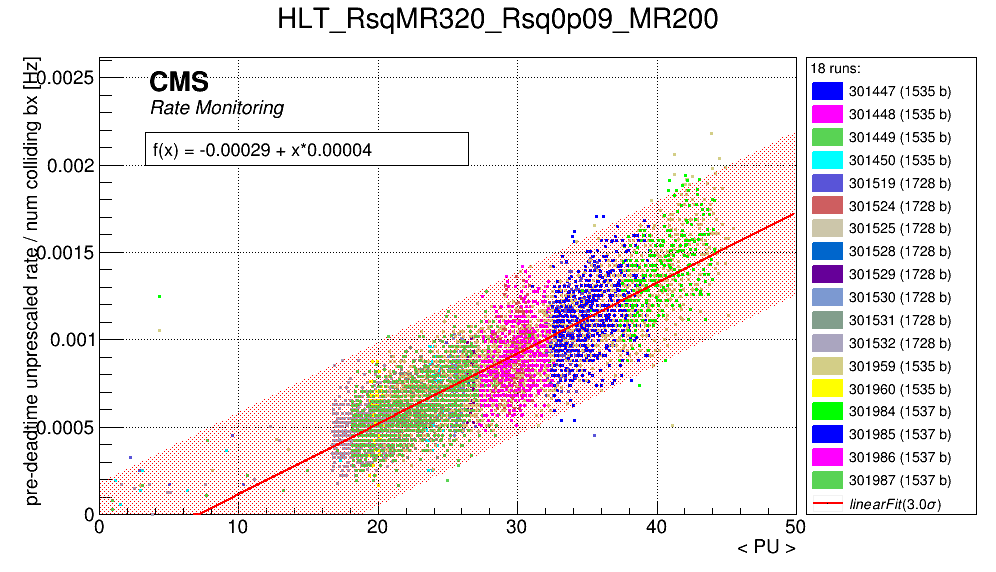 HLT_RsqMR320_Rsq0p09_MR200
pre-deadtime unprescaled rate / num colliding bx [Hz]
0.0025
0.002
0.0015
0.001
0.0005
0
CMS
Rate Monitoring
f(x) = -0.00029 + x*0.00004
0 10 20 30 40 50
< PU >
18 runs:
301447 (1535 b)
301448 (1535 b)
301449 (1535 b)
301450 (1535 b)
301519 (1728 b)
301524 (1728 b)
301525 (1728 b)
301528 (1728 b)
301529 (1728 b)
301530 (1728 b)
301531 (1728 b)
301532 (1728 b)
301959 (1535 b)
301960 (1535 b)
301984 (1537 b)
301985 (1537 b)
301986 (1537 b)
301987 (1537 b)
linearFit(3.0σ)